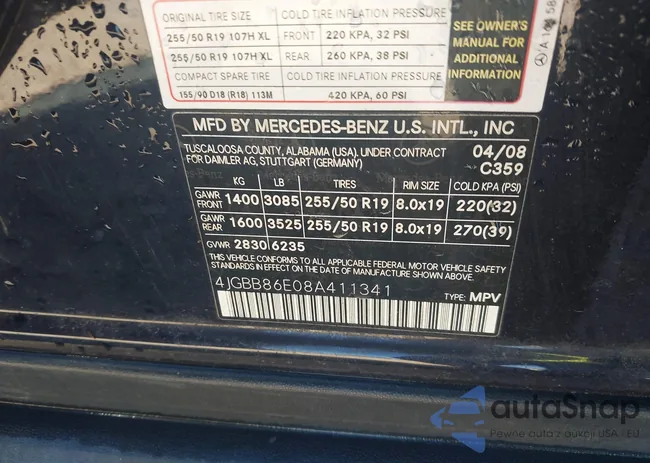 ORIGINAL TIRE SIZE COLD TIRE INFLATION PRESSURE
255/50 R19 107H XL FRONT 220 KPA, 32 PSI
255/50 R19 107H XL REAR 260 KPA, 38 PSI
COMPACT SPARE TIRE COLD TIRE INFLATION PRESSURE
155/90 D18 (R18) 113M 420 KPA, 60 PSI
SEE OWNER'S
MANUAL FOR
ADDITIONAL
INFORMATION
MFD BY MERCEDES-BENZ U.S. INTL., INC
TUSCALOOSA COUNTY, ALABAMA (USA), UNDER CONTRACT 04/08
FOR DAIMLER AG, STUTTGART (GERMANY) C359
KG LB TIRES RIM SIZE COLD KPA (PSI)
GAWR FRONT 1400 3085 255/50 R19 8.0x19 220(32)
GAWR REAR 1600 3525 255/50 R19 8.0x19 270(39)
GVWR 2830 6235
THIS VEHICLE CONFORMS TO ALL APPLICABLE FEDERAL MOTOR VEHICLE SAFETY
STANDARDS IN EFFECT ON THE DATE OF MANUFACTURE SHOWN ABOVE.
4JGBB86E08A411341 TYPE: MPV
autoSnap
Pewne auta z aukcji USA i EU